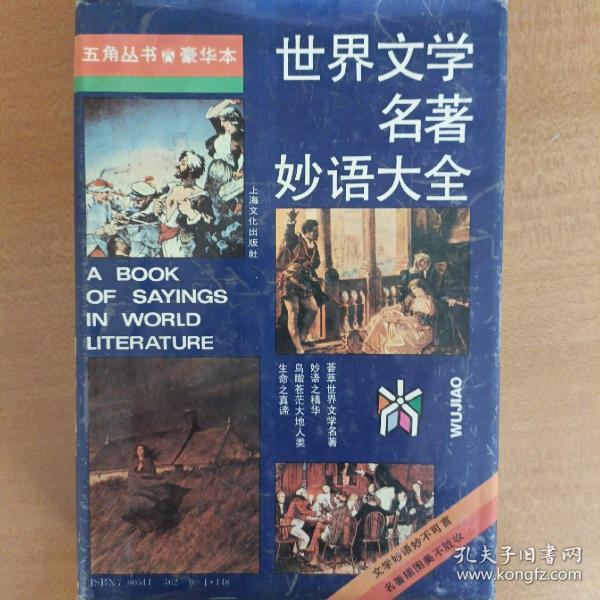 五角丛书 豪华本
世界文学
名著
妙语大全
上海文化出版社
A BOOK
OF SAYINGS
IN WORLD
LITERATURE
荟萃世界文学名著
妙语之精华
鸟瞰苍茫大地人类
生命之真谛
WUJIAO
文学妙语妙不可言
名著插图美不胜收
孔夫子旧书网
www.kongfz.com